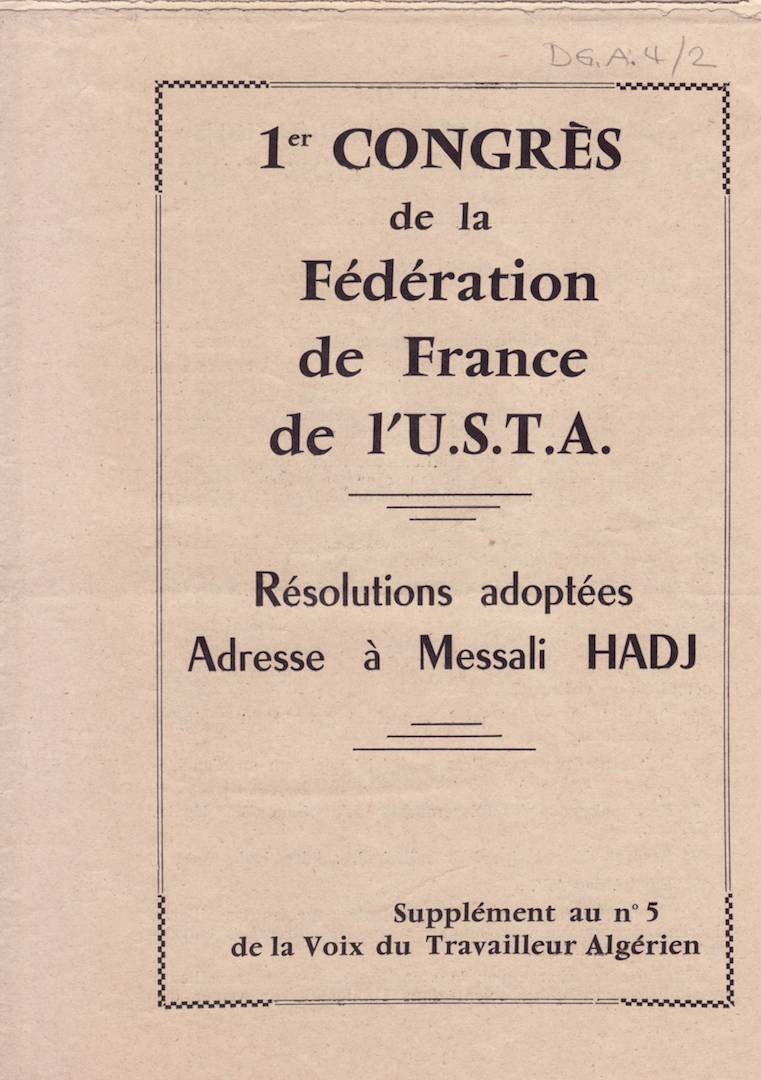 DG.A.4/2
1er CONGRÈS
de la
Fédération
de France
de l'U.S.T.A.
Résolutions adoptées
Adresse à Messali HADJ
Supplément au n° 5
de la Voix du Travailleur Algérien